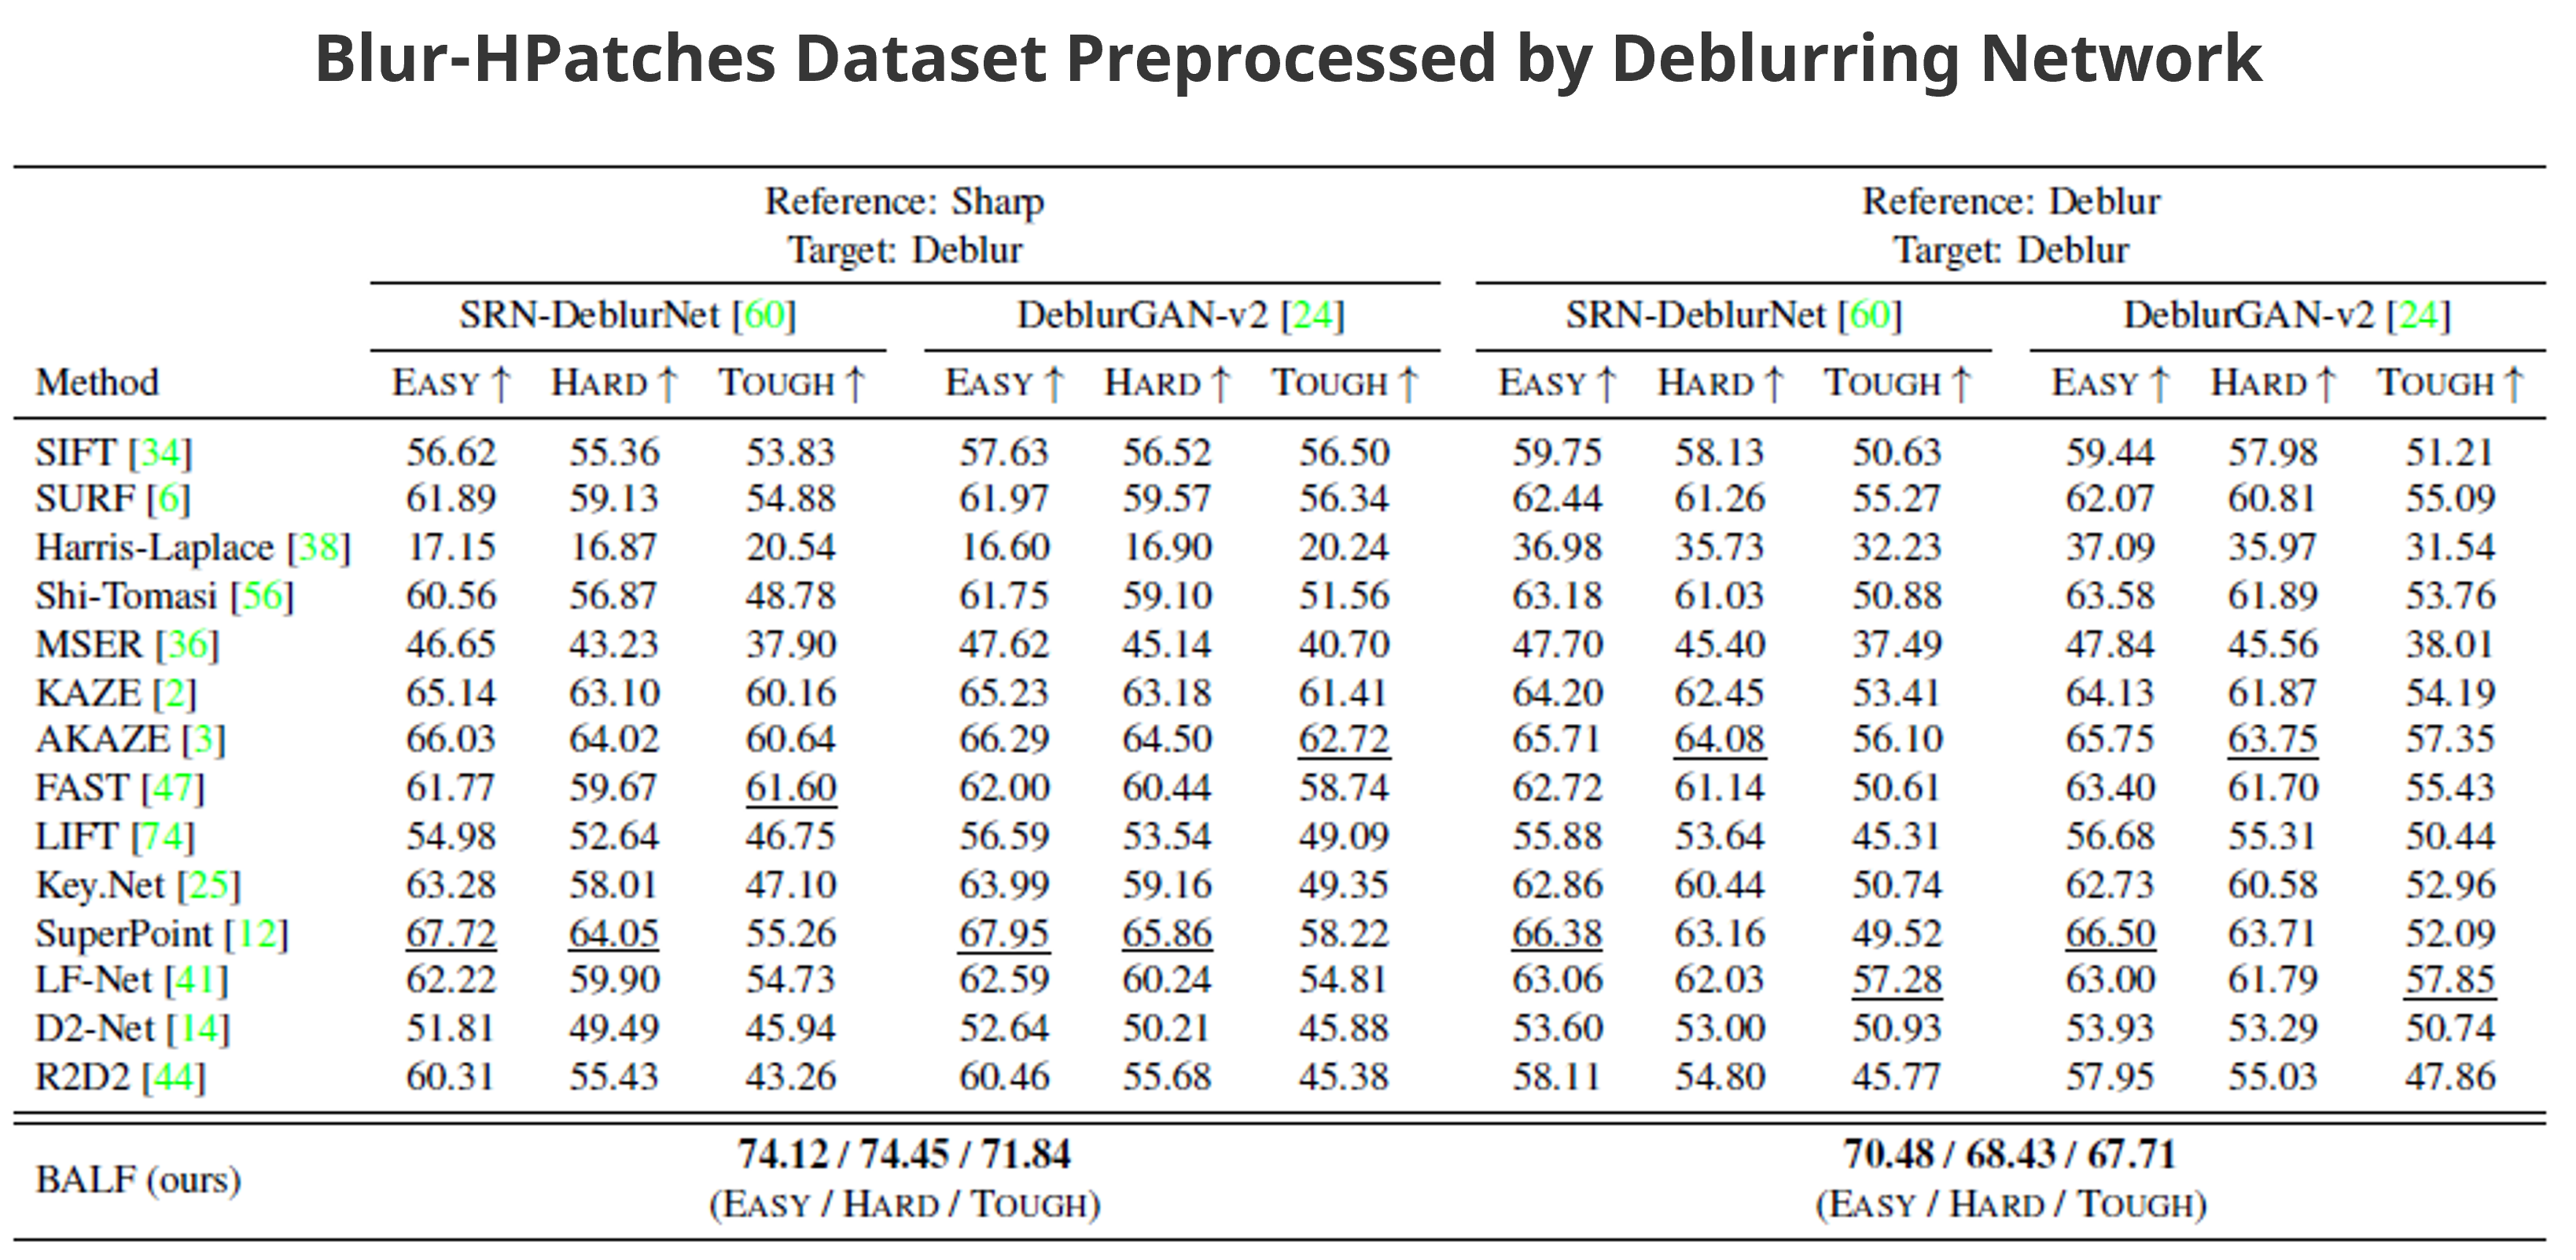 Blur-HPatches Dataset Preprocessed by Deblurring Network
Reference: Sharp Reference: Deblur
Target: Deblur Target: Deblur
SRN-DeblurNet [60] DeblurGAN-v2 [24] SRN-DeblurNet [60] DeblurGAN-v2 [24]
Method EASY ↑ HARD ↑ TOUGH ↑ EASY ↑ HARD ↑ TOUGH ↑ EASY ↑ HARD ↑ TOUGH ↑ EASY ↑ HARD ↑ TOUGH ↑
SIFT [34] 56.62 55.36 53.83 57.63 56.52 56.50 59.75 58.13 50.63 59.44 57.98 51.21
SURF [6] 61.89 59.13 54.88 61.97 59.57 56.34 62.44 61.26 55.27 62.07 60.81 55.09
Harris-Laplace [38] 17.15 16.87 20.54 16.60 16.90 20.24 36.98 35.73 32.23 37.09 35.97 31.54
Shi-Tomasi [56] 60.56 56.87 48.78 61.75 59.10 51.56 63.18 61.03 50.88 63.58 61.89 53.76
MSER [36] 46.65 43.23 37.90 47.62 45.14 40.70 47.70 45.40 37.49 47.84 45.56 38.01
KAZE [2] 65.14 63.10 60.16 65.23 63.18 61.41 64.20 62.45 53.41 64.13 61.87 54.19
AKAZE [3] 66.03 64.02 60.64 66.29 64.50 62.72 65.71 64.08 56.10 65.75 63.75 57.35
FAST [47] 61.77 59.67 61.60 62.00 60.44 58.74 62.72 61.14 50.61 63.40 61.70 55.43
LIFT [74] 54.98 52.64 46.75 56.59 53.54 49.09 55.88 53.64 45.31 56.68 55.31 50.44
Key.Net [25] 63.28 58.01 47.10 63.99 59.16 49.35 62.86 60.44 50.74 62.73 60.58 52.96
SuperPoint [12] 67.72 64.05 55.26 67.95 65.86 58.22 66.38 63.16 49.52 66.50 63.71 52.09
LF-Net [41] 62.22 59.90 54.73 62.59 60.24 54.81 63.06 62.03 57.28 63.00 61.79 57.85
D2-Net [14] 51.81 49.49 45.94 52.64 50.21 45.88 53.60 53.00 50.93 53.93 53.29 50.74
R2D2 [44] 60.31 55.43 43.26 60.46 55.68 45.38 58.11 54.80 45.77 57.95 55.03 47.86
BALF (ours) 74.12 / 74.45 / 71.84 70.48 / 68.43 / 67.71
(EASY / HARD / TOUGH) (EASY / HARD / TOUGH)